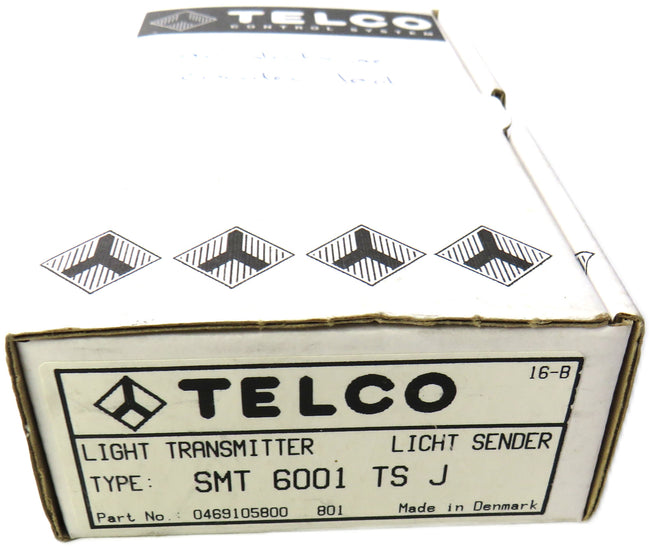 TELCO
CONTROL SYSTEM
16-B
TELCO
LIGHT TRANSMITTER LICHT SENDER
TYPE: SMT 6001 TS J
Part No.: 0469105800 801 Made in Denmark